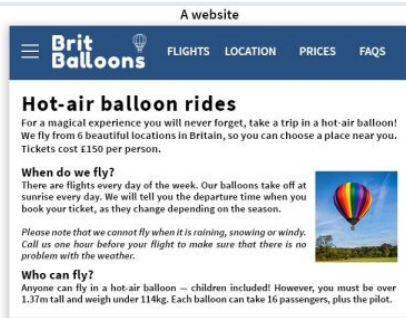 A website
Brit
Balloons
FLIGHTS LOCATION PRICES FAQS
Hot-air balloon rides
For a magical experience you will never forget, take a trip in a hot-air balloon!
We fly from 6 beautiful locations in Britain, so you can choose a place near you.
Tickets cost £150 per person.
When do we fly?
There are flights every day of the week. Our balloons take off at
sunrise every day. We will tell you the departure time when you
book your ticket, as they change depending on the season.
Please note that we cannot fly when it is raining, snowing or windy.
Call us one hour before your flight to make sure that there is no
problem with the weather.
Who can fly?
Anyone can fly in a hot-air balloon — children included! However, you must be over
1.37m tall and weigh under 114kg. Each balloon can take 16 passengers, plus the pilot.